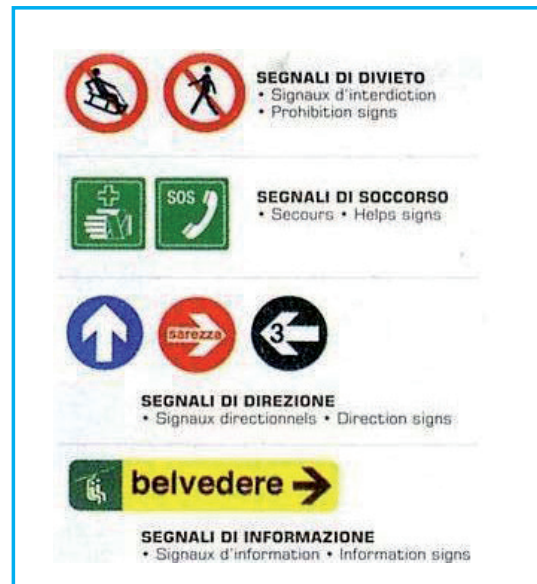 SEGNALI DI DIVIETO
• Signaux d'interdiction
• Prohibition signs
SOS
SEGNALI DI SOCCORSO
• Secours • Helps signs
sarezza
3
SEGNALI DI DIREZIONE
• Signaux directionnels • Direction signs
belvedere
SEGNALI DI INFORMAZIONE
• Signaux d'information • Information signs